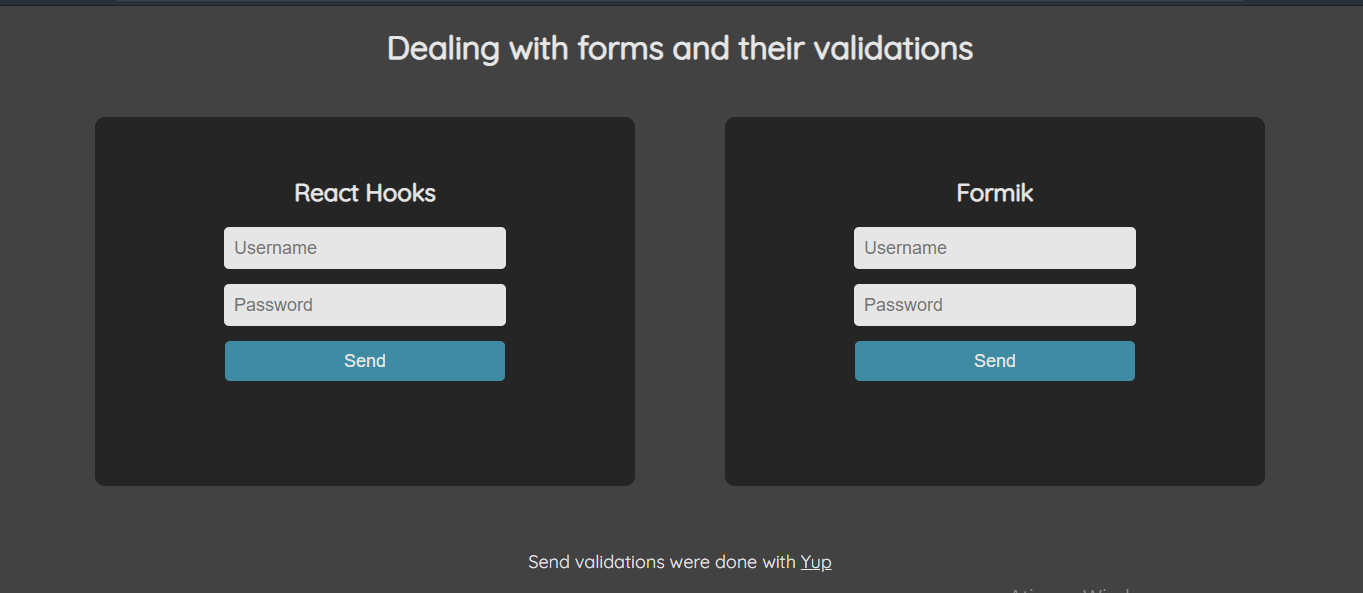 Dealing with forms and their validations
React Hooks
Username
Password
Send
Formik
Username
Password
Send
Send validations were done with Yup